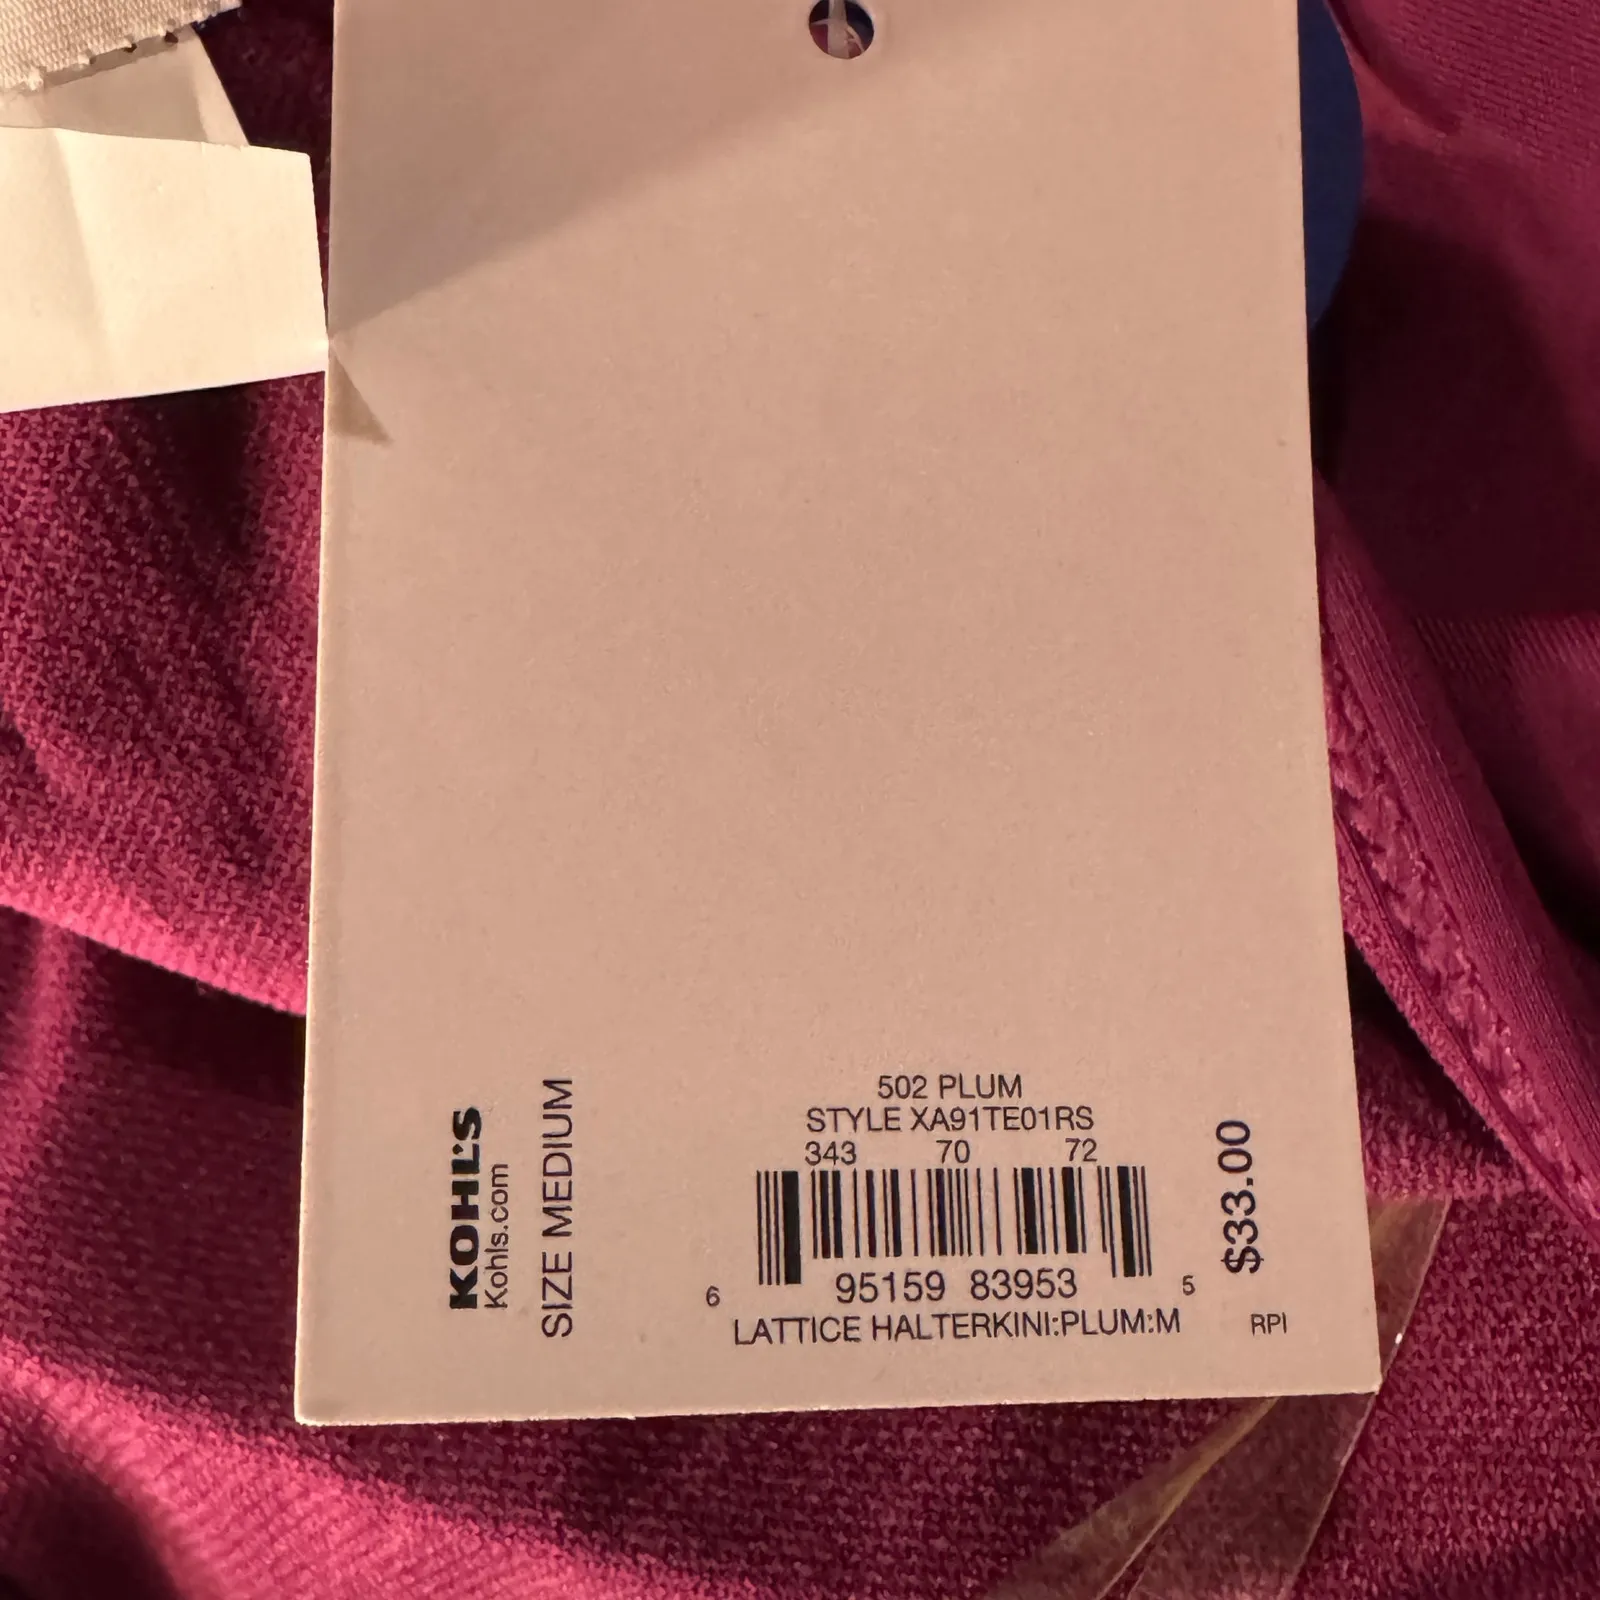 KOHL'S
Kohls.com
SIZE MEDIUM
502 PLUM
STYLE XA91TE01RS
343 70 72
6 95159 83953 5
LATTICE HALTERKINI:PLUM:M
$33.00
RPI